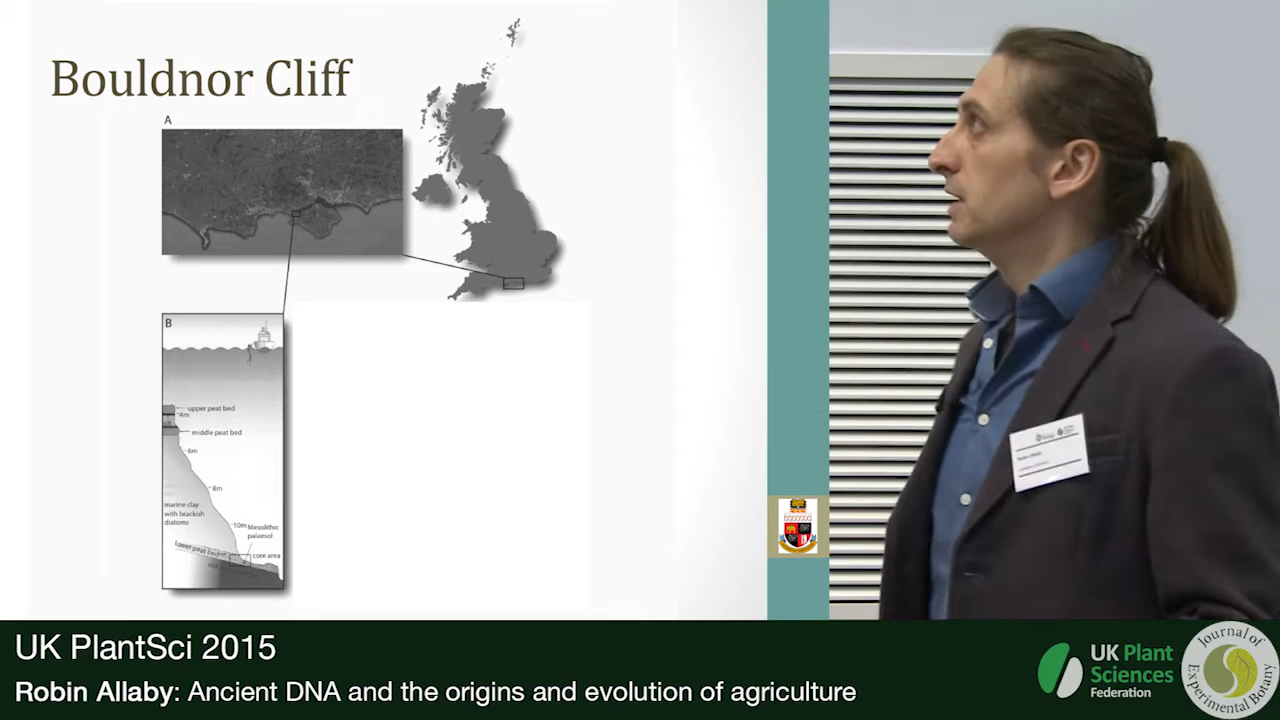 Bouldnor Cliff
A
B
upper peat bed
4m
middle peat bed
6m
8m
marine clay
with brackish
diatoms
10m
Mesolithic
palaesol
lower peat bed
core area
UK PlantSci 2015
Robin Allaby: Ancient DNA and the origins and evolution of agriculture
UK Plant
Sciences
Federation
Journal of
Experimental Botany